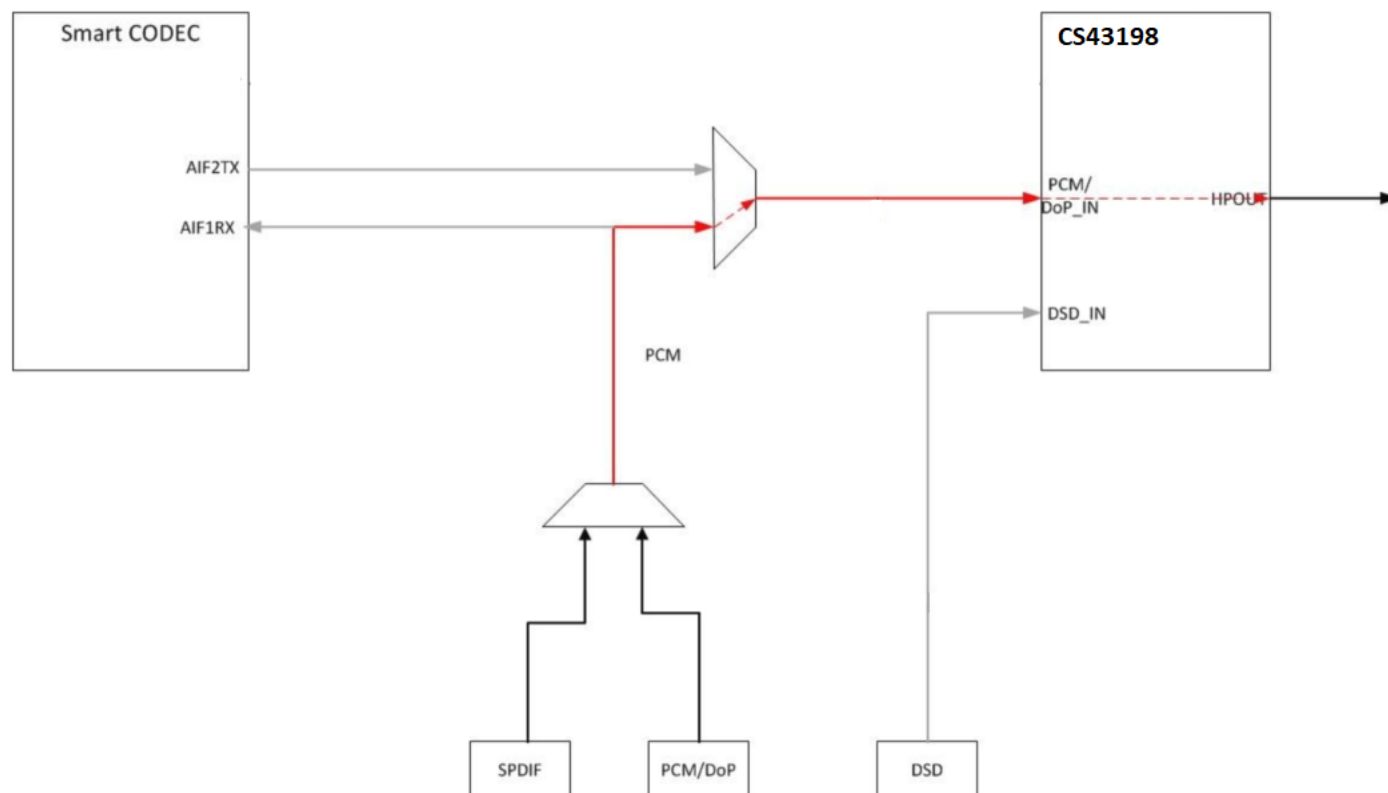 Smart CODEC
CS43198
AIF2TX
AIF1RX
PCM/
DoP_IN
HPOUT
DSD_IN
PCM
SPDIF
PCM/DoP
DSD